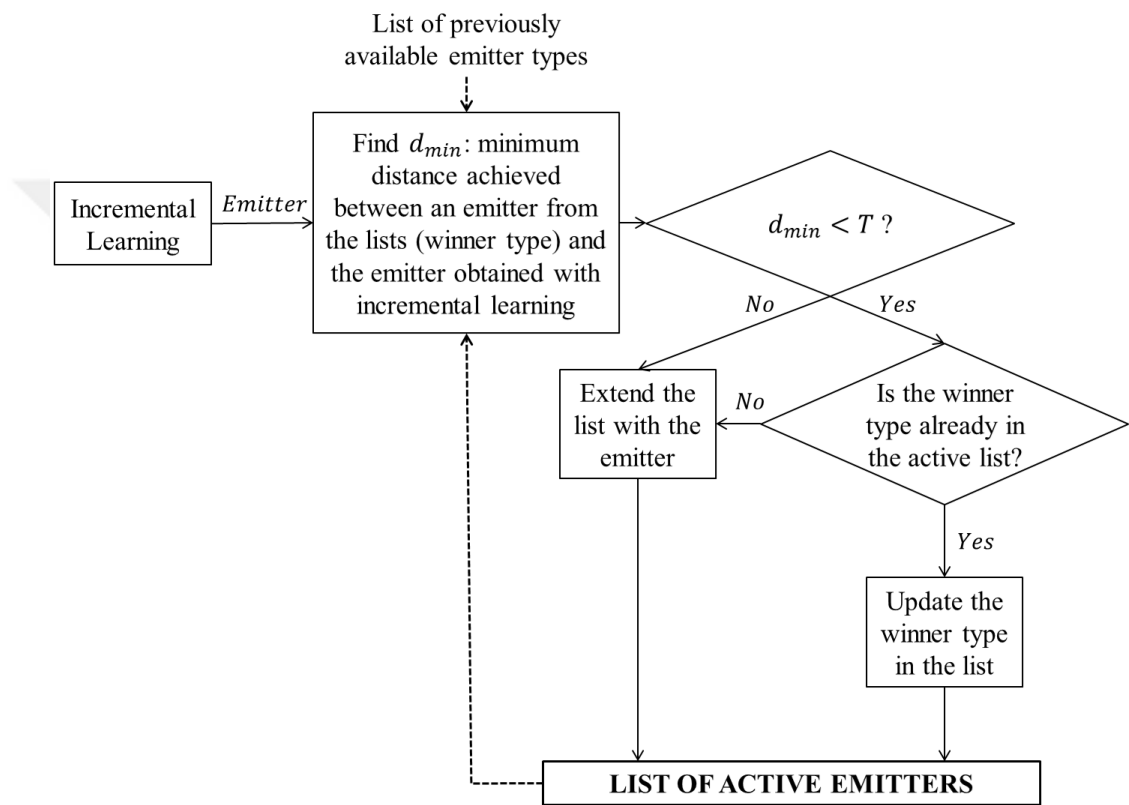 List of previously
available emitter types
Incremental
Learning
Emitter
Find d_min: minimum
distance achieved
between an emitter from
the lists (winner type) and
the emitter obtained with
incremental learning
d_min < T ?
No
Yes
Extend the
list with the
emitter
No
Is the winner
type already in
the active list?
Yes
Update the
winner type
in the list
LIST OF ACTIVE EMITTERS